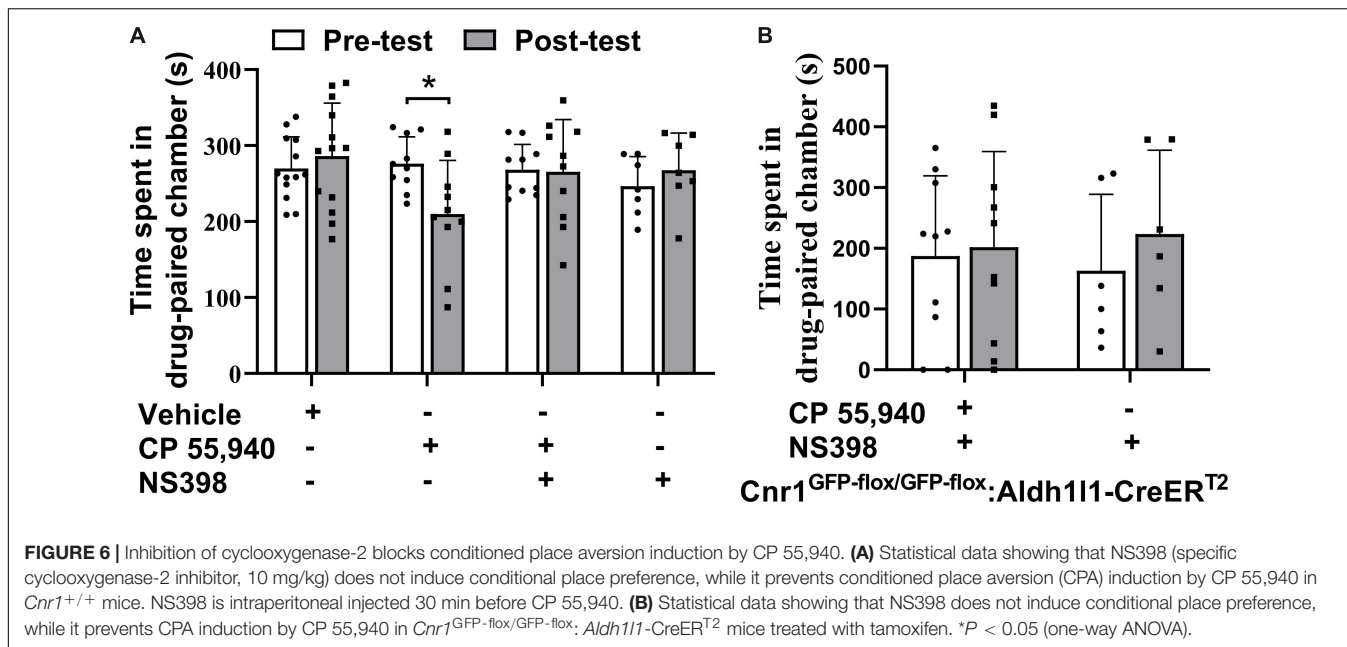 A
Pre-test Post-test
Time spent in
drug-paired chamber (s)
400
300
200
100
0
*
Vehicle + - - -
CP 55,940 - + + -
NS398 - - + +
B
Time spent in
drug-paired chamber (s)
500
400
300
200
100
0
CP 55,940 + -
NS398 + +
Cnr1GFP-flox/GFP-flox:Aldh1l1-CreERT2
FIGURE 6 | Inhibition of cyclooxygenase-2 blocks conditioned place aversion induction by CP 55,940. (A) Statistical data showing that NS398 (specific
cyclooxygenase-2 inhibitor, 10 mg/kg) does not induce conditional place preference, while it prevents conditioned place aversion (CPA) induction by CP 55,940 in
Cnr1+/+ mice. NS398 is intraperitoneal injected 30 min before CP 55,940. (B) Statistical data showing that NS398 does not induce conditional place preference,
while it prevents CPA induction by CP 55,940 in Cnr1GFP-flox/GFP-flox: Aldh1l1-CreERT2 mice treated with tamoxifen. *P < 0.05 (one-way ANOVA).